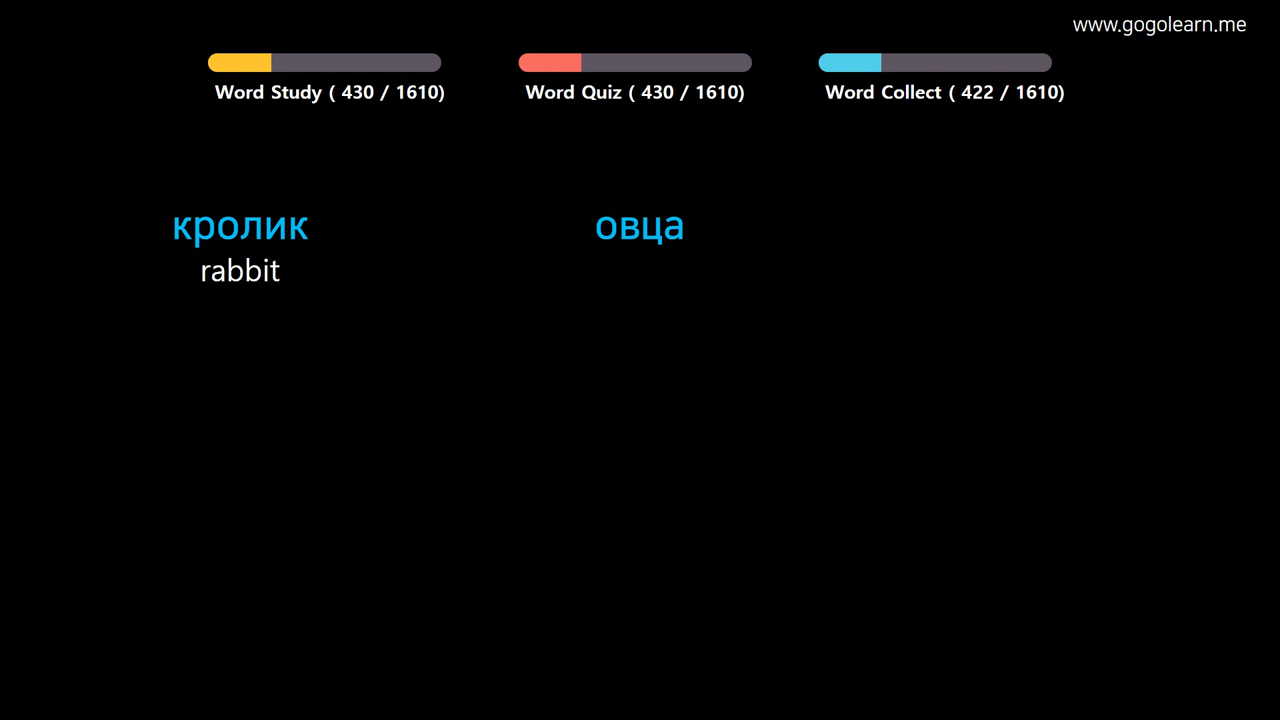 www.gogolearn.me
Word Study ( 430 / 1610)
Word Quiz ( 430 / 1610)
Word Collect ( 422 / 1610)
кролик
rabbit
овца